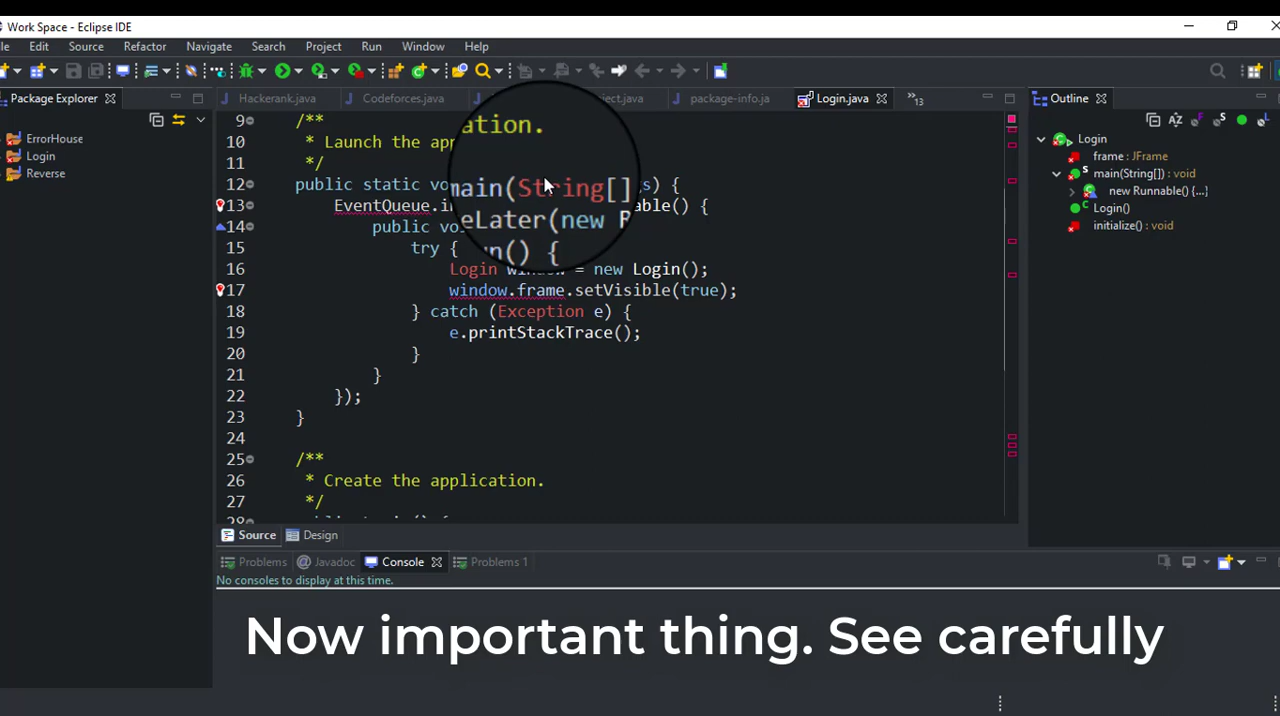 Work Space - Eclipse IDE
Edit Source Refactor Navigate Search Project Run Window Help
Package Explorer
Hackerank.java Codeforces.java package-info.ja Login.java 13
Outline
ErrorHouse
Login
Reverse
9 /**
10 * Launch the
ation.
11 */
12 public static main(String[] ) {
13 EventQueue. eLater(new () {
14 public () {
15 try {
16 Login window = new Login();
17 window.frame.setVisible(true);
18 } catch (Exception e) {
19 e.printStackTrace();
20 }
21 }
22 });
23 }
24
25 /**
26 * Create the application.
27 */
28
Login
frame : JFrame
main(String[]) : void
new Runnable() {...}
Login()
initialize() : void
Source Design
Problems Javadoc Console Problems 1
No consoles to display at this time.
Now important thing. See carefully